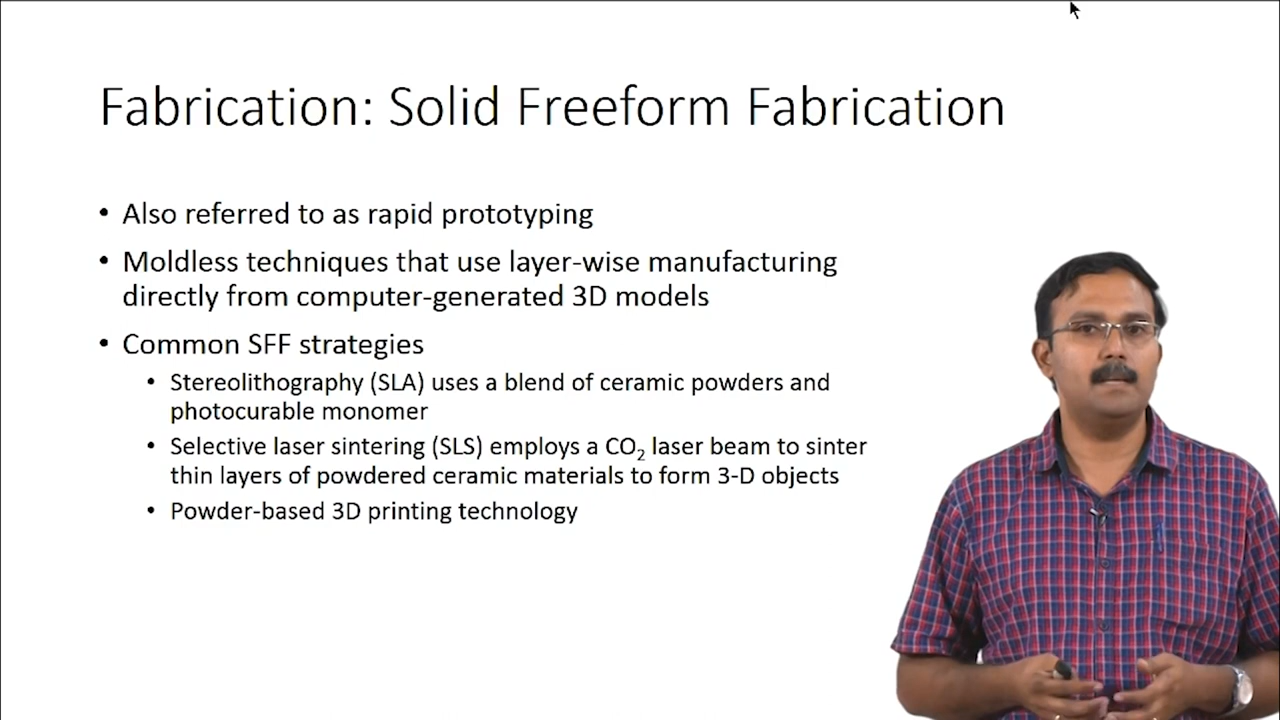 Fabrication: Solid Freeform Fabrication
• Also referred to as rapid prototyping
• Moldless techniques that use layer-wise manufacturing
directly from computer-generated 3D models
• Common SFF strategies
• Stereolithography (SLA) uses a blend of ceramic powders and
photocurable monomer
• Selective laser sintering (SLS) employs a CO₂ laser beam to sinter
thin layers of powdered ceramic materials to form 3-D objects
• Powder-based 3D printing technology